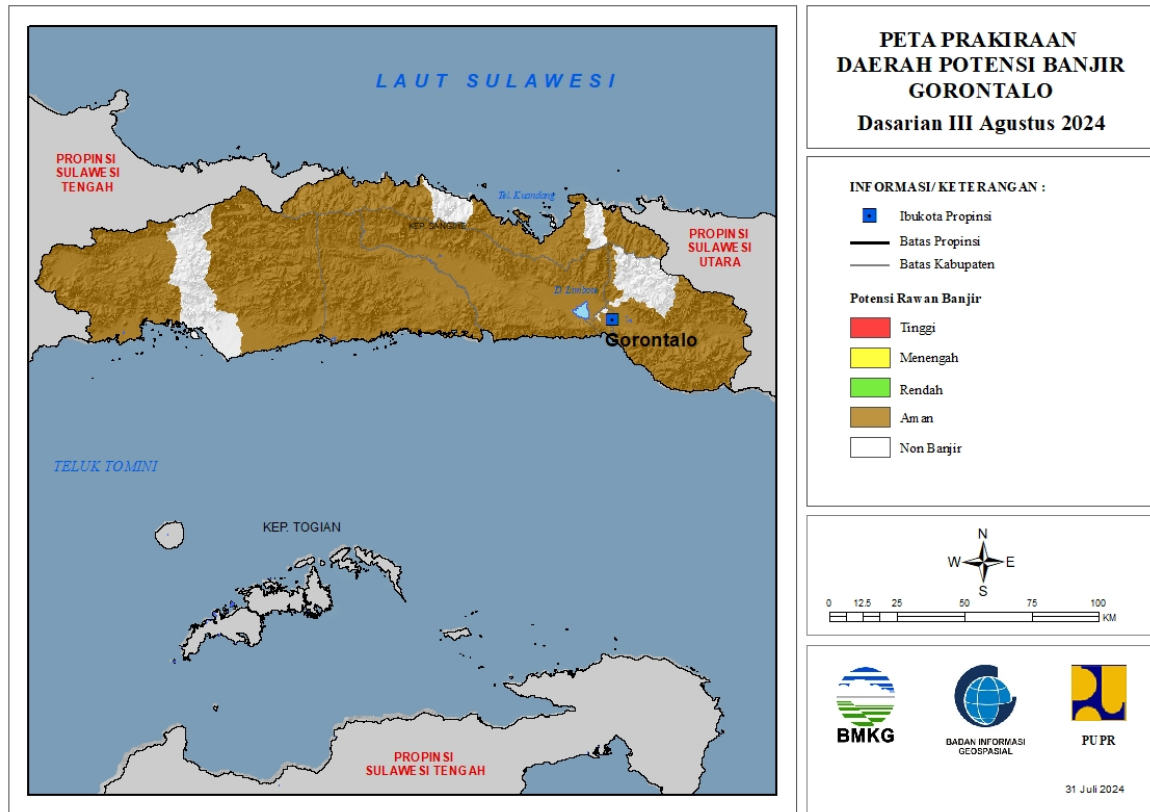 LAUT SULAWESI
PROPINSI
SULAWESI
TENGAH
Tel. Kwandang
KEP. SANGIHE
PROPINSI
SULAWESI
UTARA
D. Limboto
Gorontalo
TELUK TOMINI
KEP. TOGIAN
PROPINSI
SULAWESI TENGAH
PETA PRAKIRAAN
DAERAH POTENSI BANJIR
GORONTALO
Dasarian III Agustus 2024
INFORMASI/ KETERANGAN :
Ibukota Propinsi
Batas Propinsi
Batas Kabupaten
Potensi Rawan Banjir
Tinggi
Menengah
Rendah
Aman
Non Banjir
N
W E
S
0 12.5 25 50 75 100
KM
BMKG
BADAN INFORMASI
GEOSPASIAL
PUPR
31 Juli 2024